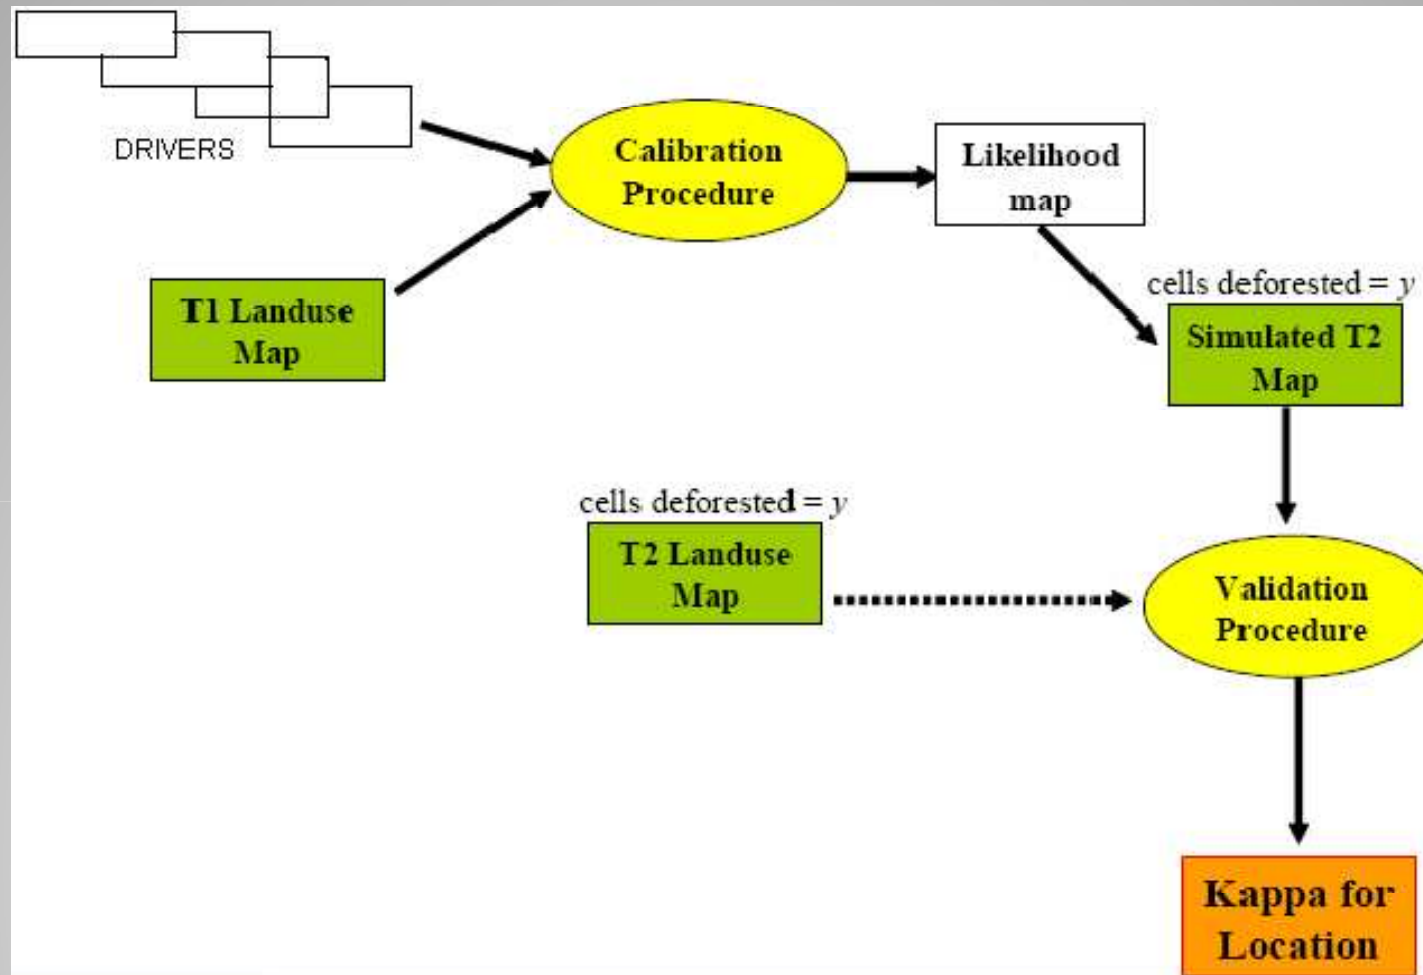 DRIVERS
Calibration
Procedure
Likelihood
map
T1 Landuse
Map
cells deforested = y
Simulated T2
Map
cells deforested = y
T2 Landuse
Map
Validation
Procedure
Kappa for
Location